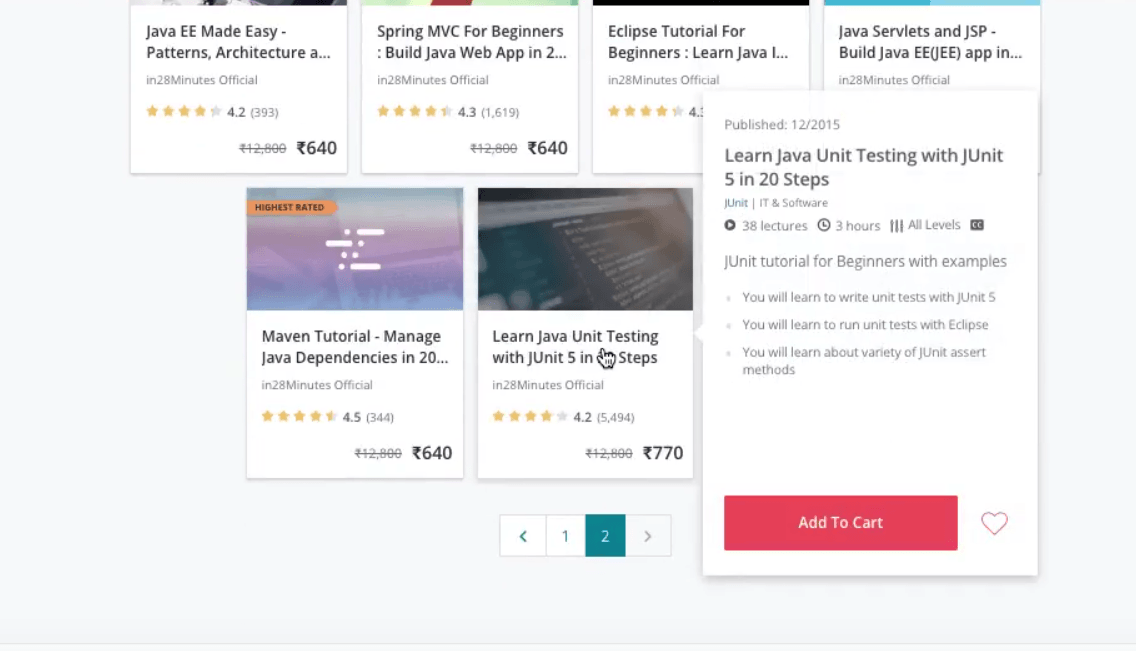 Java EE Made Easy -
Patterns, Architecture a...
in28Minutes Official
4.2 (393)
₹12,800 ₹640
Spring MVC For Beginners
: Build Java Web App in 2...
in28Minutes Official
4.3 (1,619)
₹12,800 ₹640
Eclipse Tutorial For
Beginners : Learn Java I...
in28Minutes Official
4.3
Java Servlets and JSP -
Build Java EE(JEE) app in...
in28Minutes Official
HIGHEST RATED
Maven Tutorial - Manage
Java Dependencies in 20...
in28Minutes Official
4.5 (344)
₹12,800 ₹640
Learn Java Unit Testing
with JUnit 5 in Steps
in28Minutes Official
4.2 (5,494)
₹12,800 ₹770
Published: 12/2015
Learn Java Unit Testing with JUnit
5 in 20 Steps
JUnit | IT & Software
38 lectures 3 hours All Levels CC
JUnit tutorial for Beginners with examples
You will learn to write unit tests with JUnit 5
You will learn to run unit tests with Eclipse
You will learn about variety of JUnit assert
methods
Add To Cart
1 2